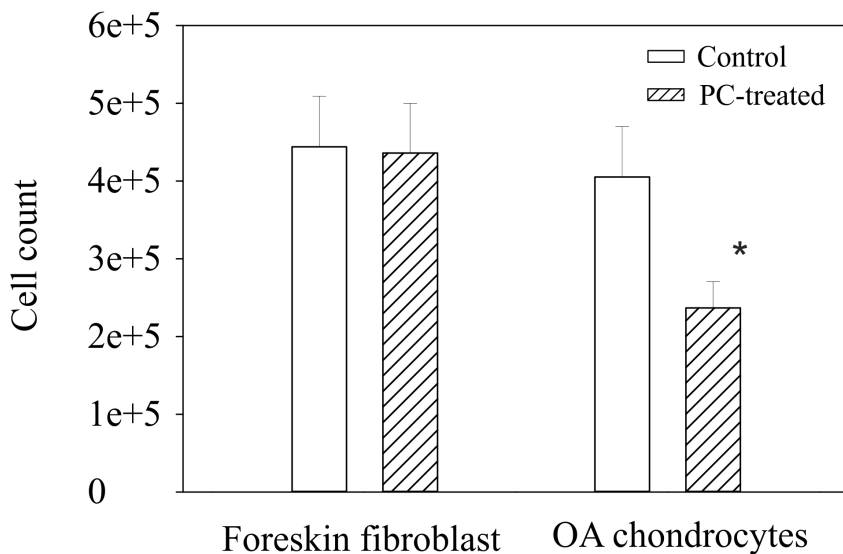 6e+5
5e+5
4e+5
3e+5
2e+5
1e+5
0
Cell count
Control
PC-treated
*
Foreskin fibroblast
OA chondrocytes